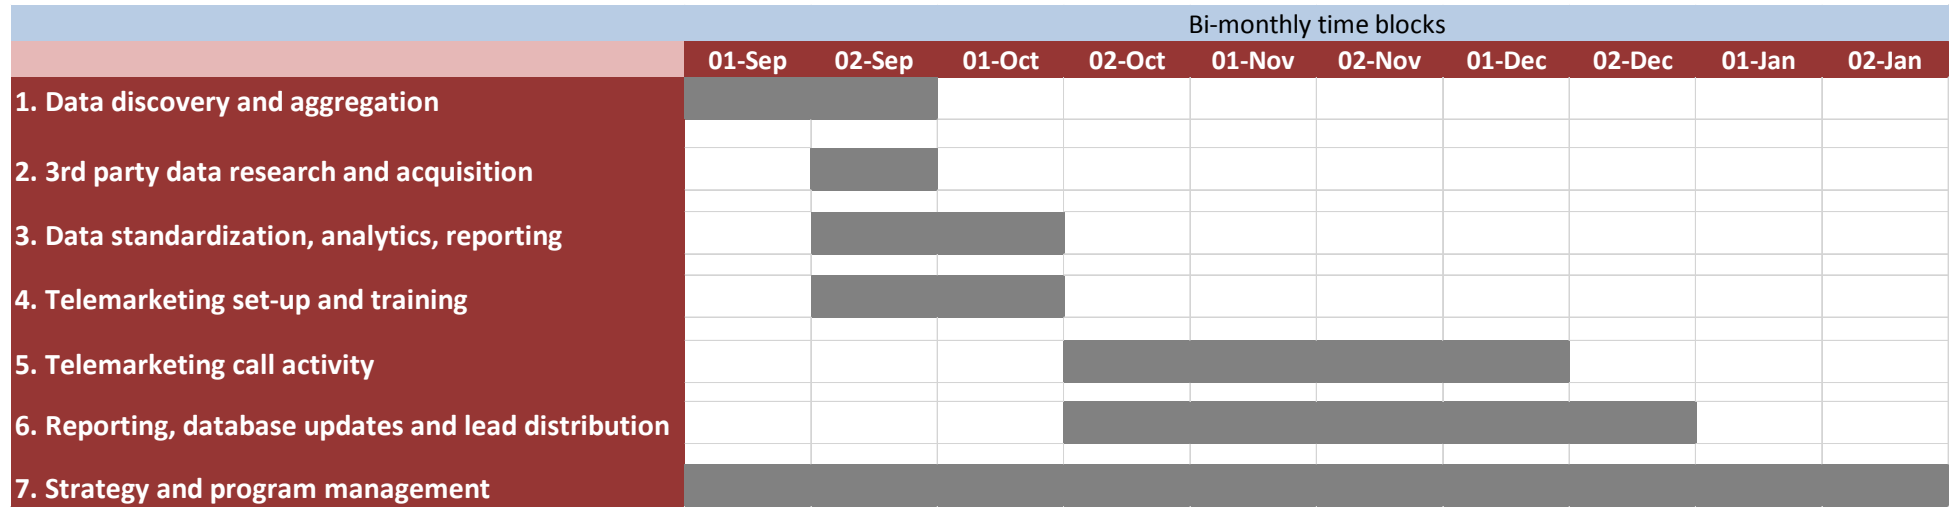 Bi-monthly time blocks
01-Sep 02-Sep 01-Oct 02-Oct 01-Nov 02-Nov 01-Dec 02-Dec 01-Jan 02-Jan
1. Data discovery and aggregation
2. 3rd party data research and acquisition
3. Data standardization, analytics, reporting
4. Telemarketing set-up and training
5. Telemarketing call activity
6. Reporting, database updates and lead distribution
7. Strategy and program management